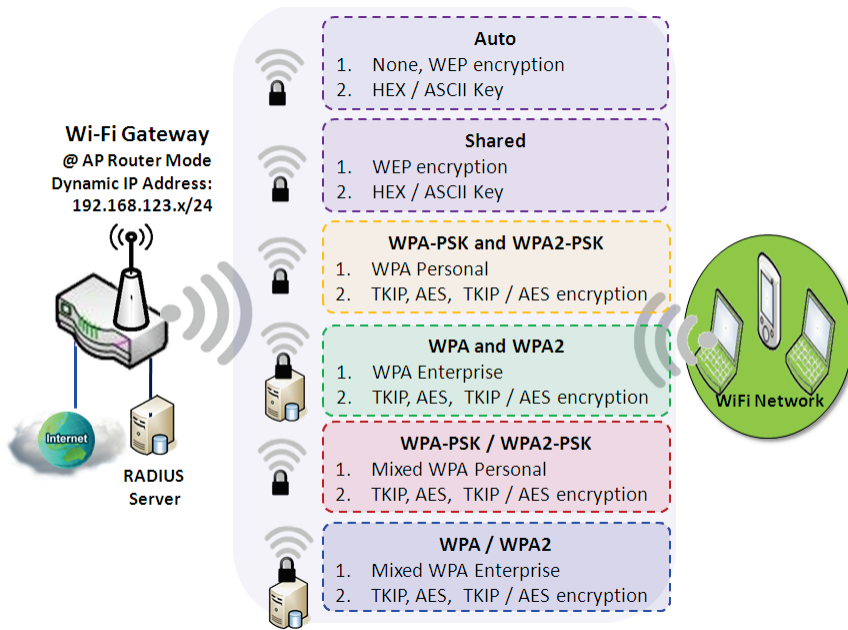 Wi-Fi Gateway
@ AP Router Mode
Dynamic IP Address:
192.168.123.x/24
Internet
RADIUS
Server
Auto
1. None, WEP encryption
2. HEX / ASCII Key
Shared
1. WEP encryption
2. HEX / ASCII Key
WPA-PSK and WPA2-PSK
1. WPA Personal
2. TKIP, AES, TKIP / AES encryption
WPA and WPA2
1. WPA Enterprise
2. TKIP, AES, TKIP / AES encryption
WPA-PSK / WPA2-PSK
1. Mixed WPA Personal
2. TKIP, AES, TKIP / AES encryption
WPA / WPA2
1. Mixed WPA Enterprise
2. TKIP, AES, TKIP / AES encryption
WiFi Network